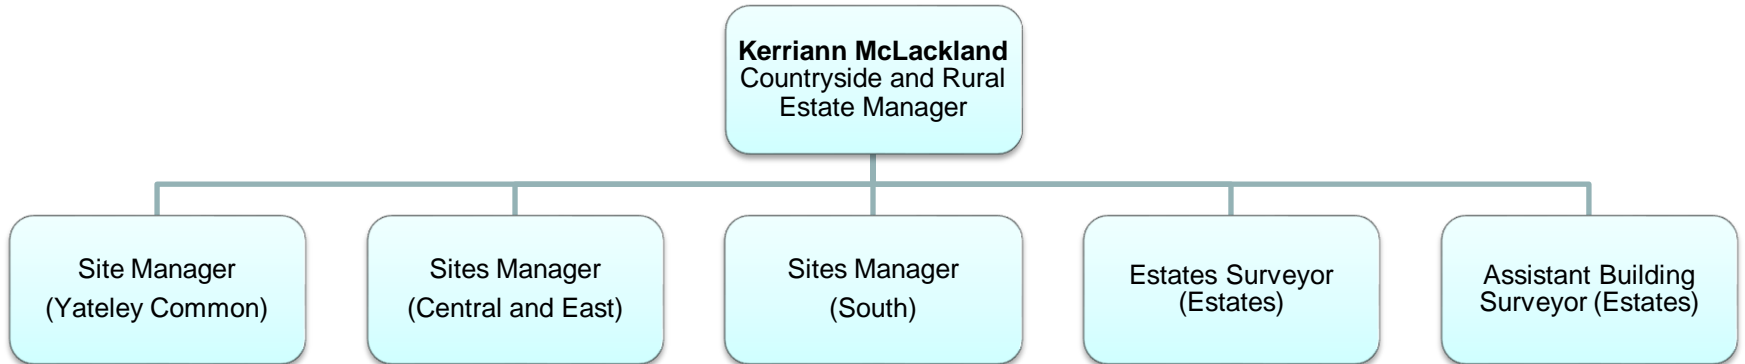 Kerriann McLackland
Countryside and Rural
Estate Manager
Site Manager
(Yateley Common)
Sites Manager
(Central and East)
Sites Manager
(South)
Estates Surveyor
(Estates)
Assistant Building
Surveyor (Estates)